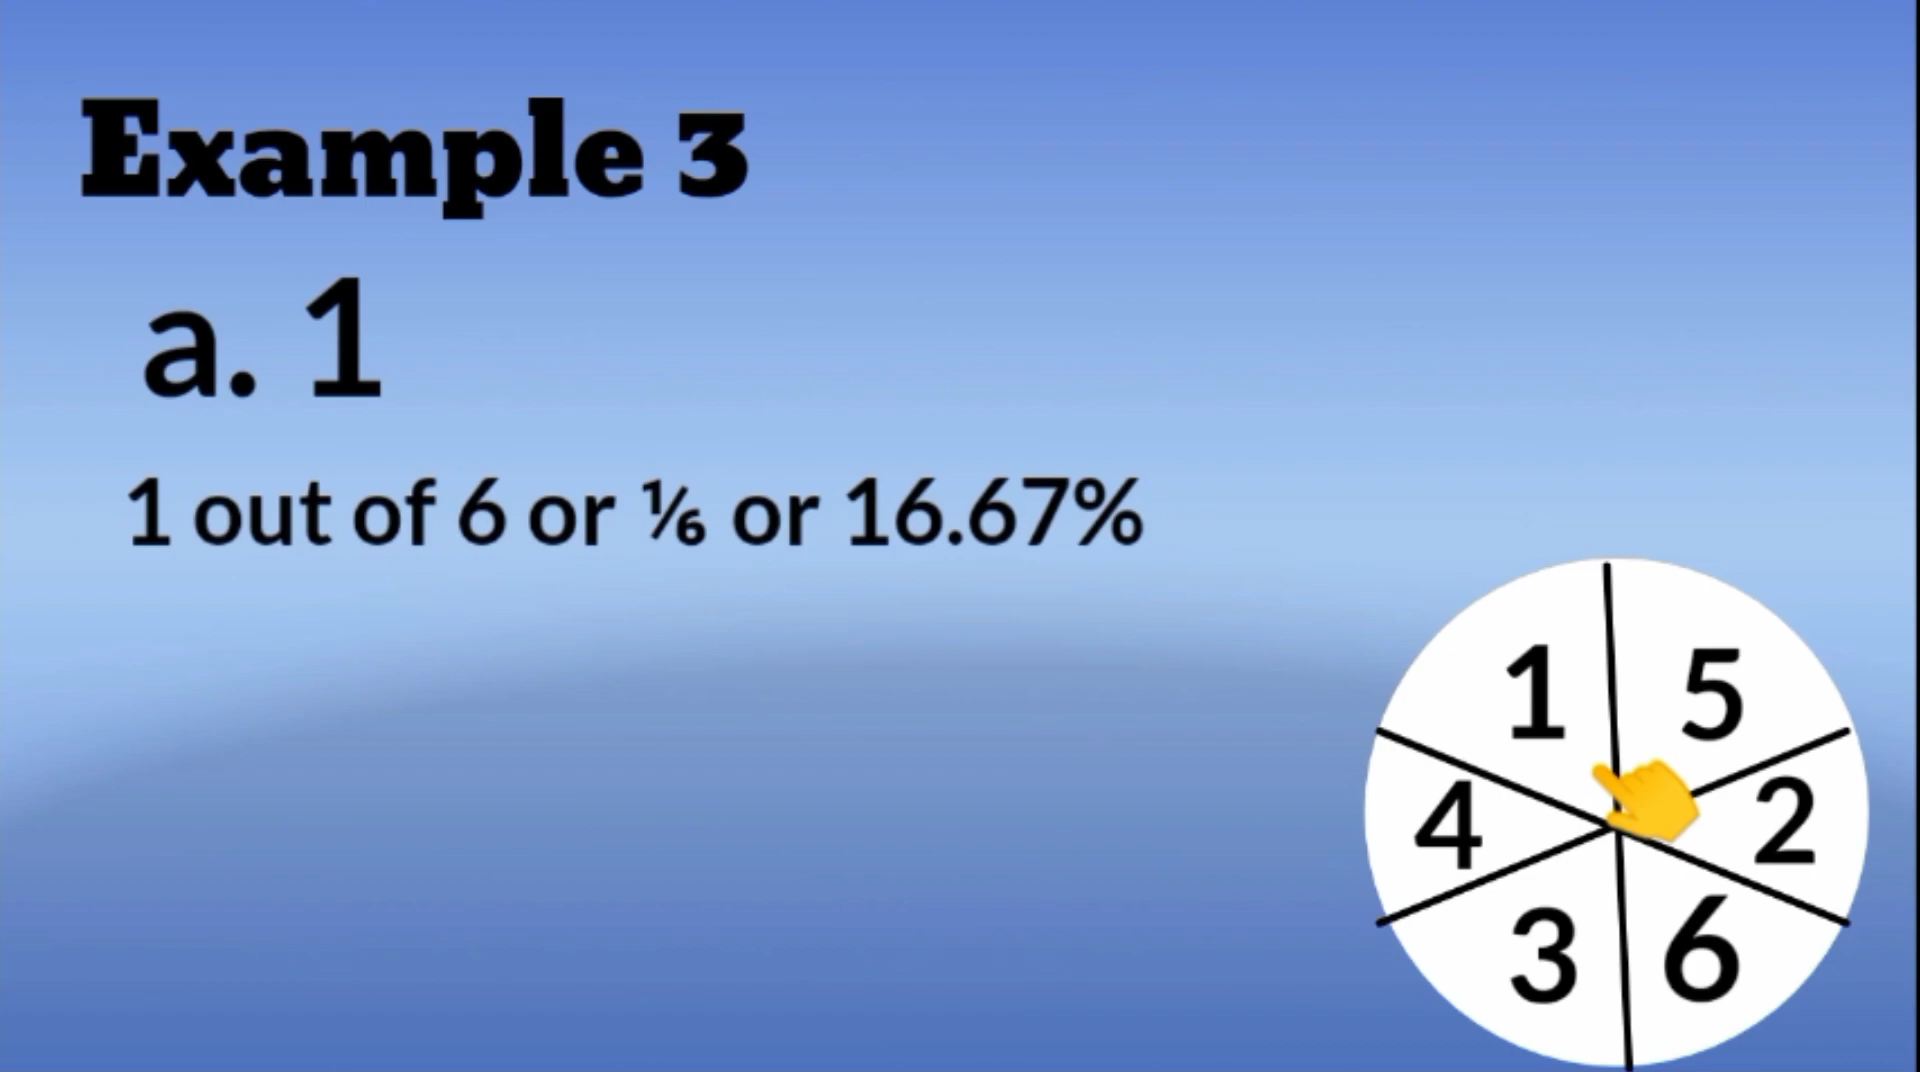 Example 3
a. 1
1 out of 6 or ⅙ or 16.67%
1 5
4 2
3 6